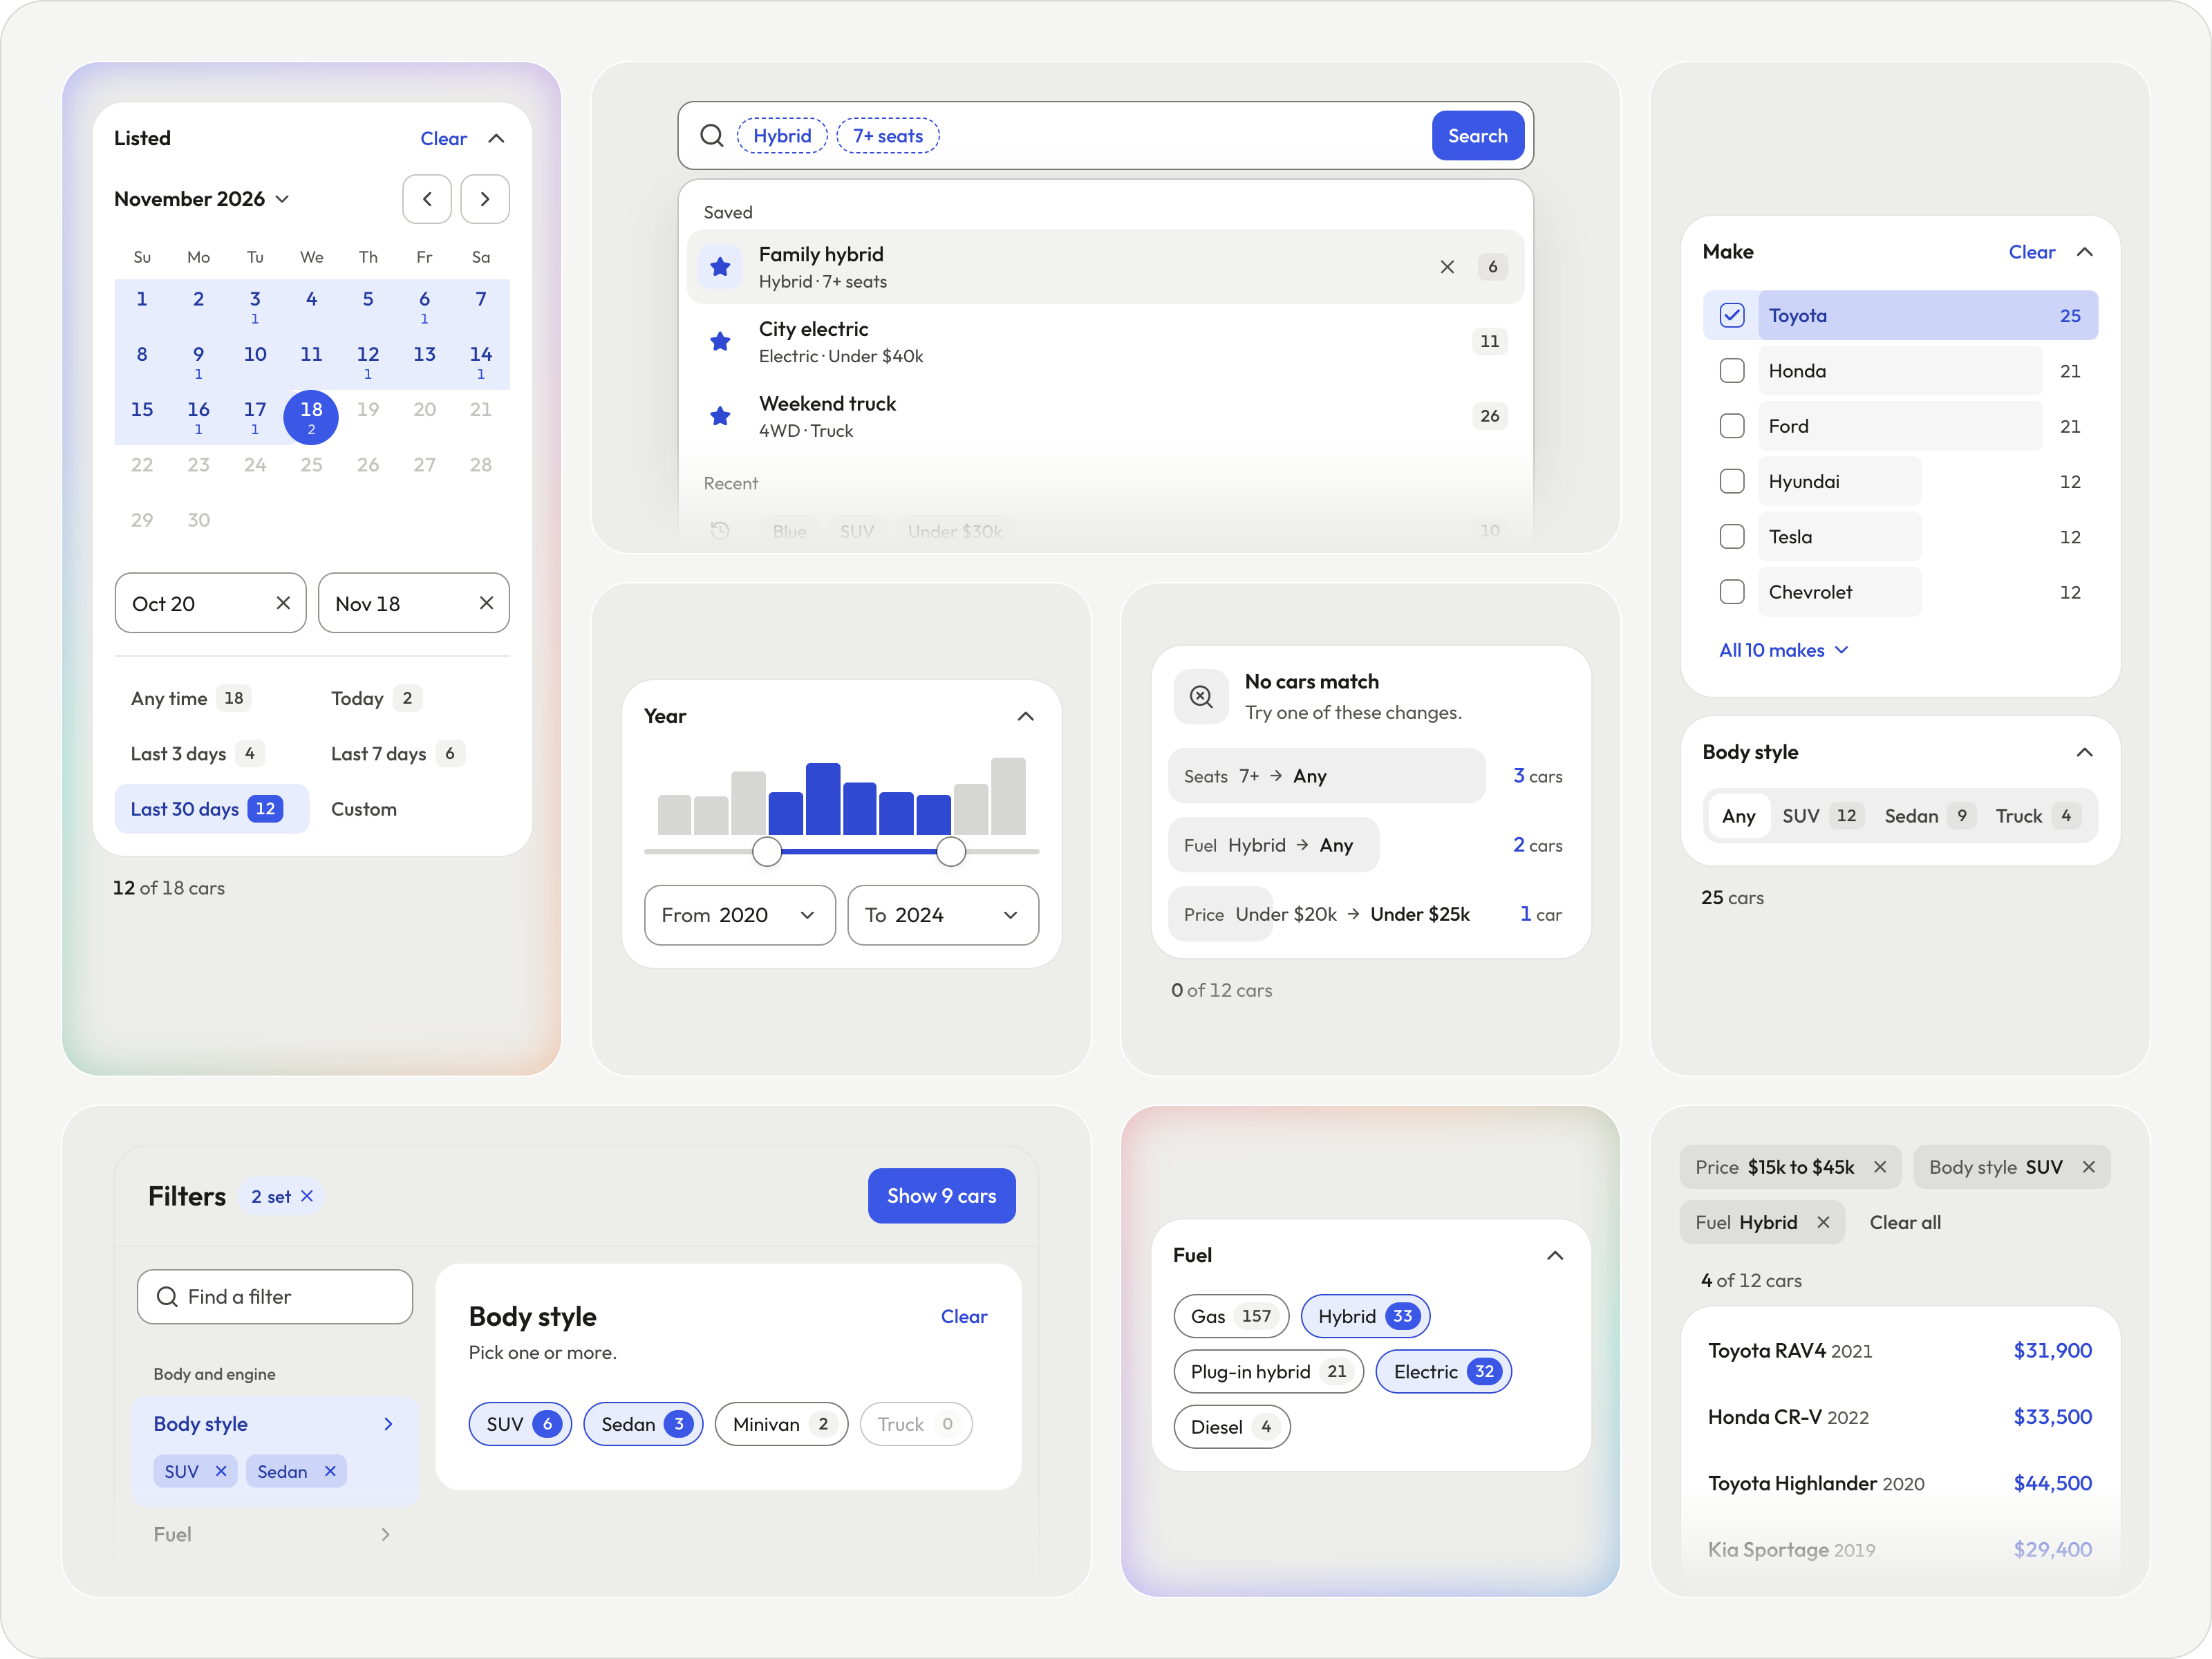 Listed Clear
November 2026
Su Mo Tu We Th Fr Sa
1 2 3 4 5 6 7
1 1
8 9 10 11 12 13 14
1 1 1
15 16 17 18 19 20 21
1 1 2
22 23 24 25 26 27 28
29 30
Oct 20 Nov 18
Any time 18 Today 2
Last 3 days 4 Last 7 days 6
Last 30 days 12 Custom
12 of 18 cars
Hybrid 7+ seats Search
Saved
Family hybrid
Hybrid · 7+ seats 6
City electric
Electric · Under $40k 11
Weekend truck
4WD · Truck 26
Recent
Blue SUV Under $30k 10
Year
From 2020 To 2024
No cars match
Try one of these changes.
Seats 7+ → Any 3 cars
Fuel Hybrid → Any 2 cars
Price Under $20k → Under $25k 1 car
0 of 12 cars
Make Clear
Toyota 25
Honda 21
Ford 21
Hyundai 12
Tesla 12
Chevrolet 12
All 10 makes
Body style
Any SUV 12 Sedan 9 Truck 4
25 cars
Filters 2 set Show 9 cars
Find a filter
Body and engine
Body style
SUV Sedan
Fuel
Body style Clear
Pick one or more.
SUV 6 Sedan 3 Minivan 2 Truck 0
Fuel
Gas 157 Hybrid 33
Plug-in hybrid 21 Electric 32
Diesel 4
Price $15k to $45k Body style SUV
Fuel Hybrid Clear all
4 of 12 cars
Toyota RAV4 2021 $31,900
Honda CR-V 2022 $33,500
Toyota Highlander 2020 $44,500
Kia Sportage 2019 $29,400